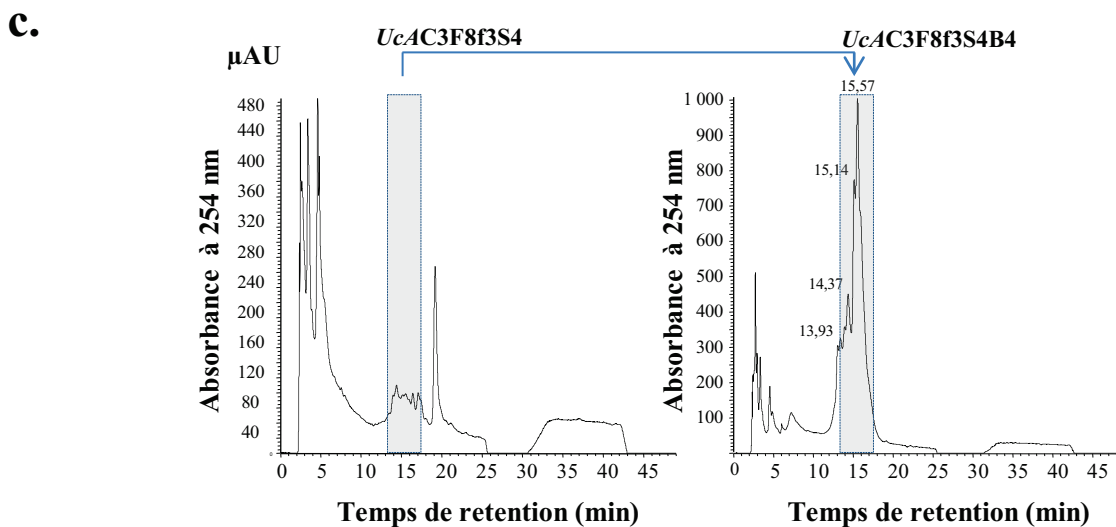 c.
UcAC3F8f3S4
UcAC3F8f3S4B4
µAU
Absorbance à 254 nm
480
440
400
360
320
280
240
200
160
120
80
40
0
0 5 10 15 20 25 30 35 40 45
Temps de retention (min)
Absorbance à 254 nm
1 000
900
800
700
600
500
400
300
200
100
15,57
15,14
14,37
13,93
0 5 10 15 20 25 30 35 40 45
Temps de retention (min)